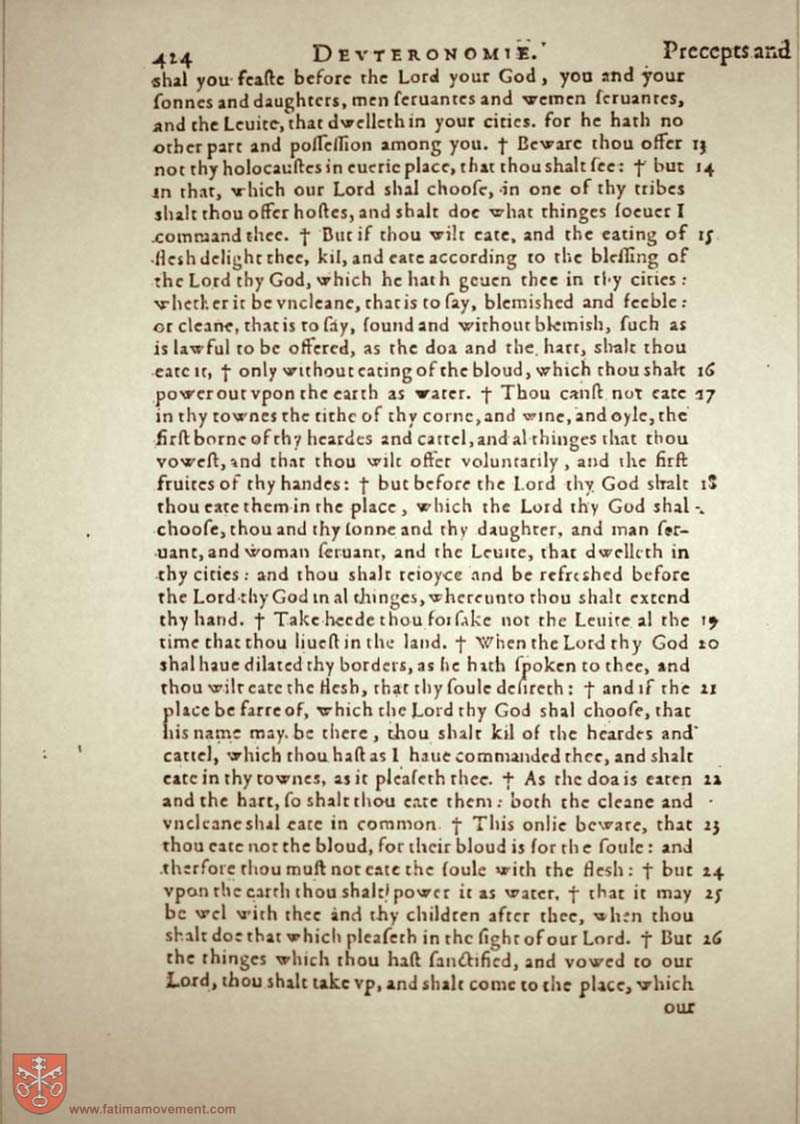 424 DEVTERONOMIE. Precepts and
shal you feaſte before the Lord your God, you and your
ſonnes and daughters, men ſeruantes and wemen ſeruantes,
and the Leuite, that dwelleth in your cities. for he hath no
other part and poſſeſſion among you. † Beware thou offer 13
not thy holocauſtes in euerie place, that thou shalt ſee: † but 14
in that, which our Lord shal chooſe, in one of thy tribes
shalt thou offer hoſtes, and shalt doe what thinges ſoeuer I
command thee. † But if thou wilt eate, and the eating of 15
flesh delight thee, kil, and eate according to the bleſſing of
the Lord thy God, which he hath geuen thee in thy cities:
whether it be vncleane, that is to ſay, blemished and feeble:
or cleane, that is to ſay, ſound and without blemish, ſuch as
is lawful to be offered, as the doa and the hart, shalt thou
eate it, † only without eating of the bloud, which thou shalt 16
power out vpon the earth as water. † Thou canſt not eate 17
in thy townes the tithe of thy corne, and wine, and oyle, the
firſt borne of thy heardes and cattel, and al thinges that thou
voweſt, and that thou wilt offer voluntarily, and the firſt
fruites of thy handes: † but before the Lord thy God shalt 18
thou eate them in the place, which the Lord thy God shal
chooſe, thou and thy ſonne and thy daughter, and man ſer-
uant, and woman ſeruant, and the Leuite, that dwelleth in
thy cities: and thou shalt reioyce and be refreshed before
the Lord thy God in al thinges, whereunto thou shalt extend
thy hand. † Take heede thou forſake not the Leuite al the 19
time that thou liueſt in the land. † When the Lord thy God 20
shal haue dilated thy borders, as he hath ſpoken to thee, and
thou wilt eate the flesh, that thy ſoule deſireth: † and if the 21
place be farre of, which the Lord thy God shal chooſe, that
his name may be there, thou shalt kil of the heardes and
cattel, which thou haſt as I haue commanded thee, and shalt
eate in thy townes, as it pleaſeth thee. † As the doa is eaten 22
and the hart, ſo shalt thou eate them: both the cleane and
vncleane shal eate in common. † This onlie beware, that 23
thou eate not the bloud, for their bloud is for the ſoule: and
therfore thou muſt not eate the ſoule with the flesh: † but 24
vpon the earth thou shalt power it as water, † that it may 25
be wel with thee and thy children after thee, when thou
shalt doe that which pleaſeth in the ſight of our Lord. † But 26
the thinges which thou haſt ſanctified, and vowed to our
Lord, thou shalt take vp, and shalt come to the place, which
our
www.fatimamovement.com